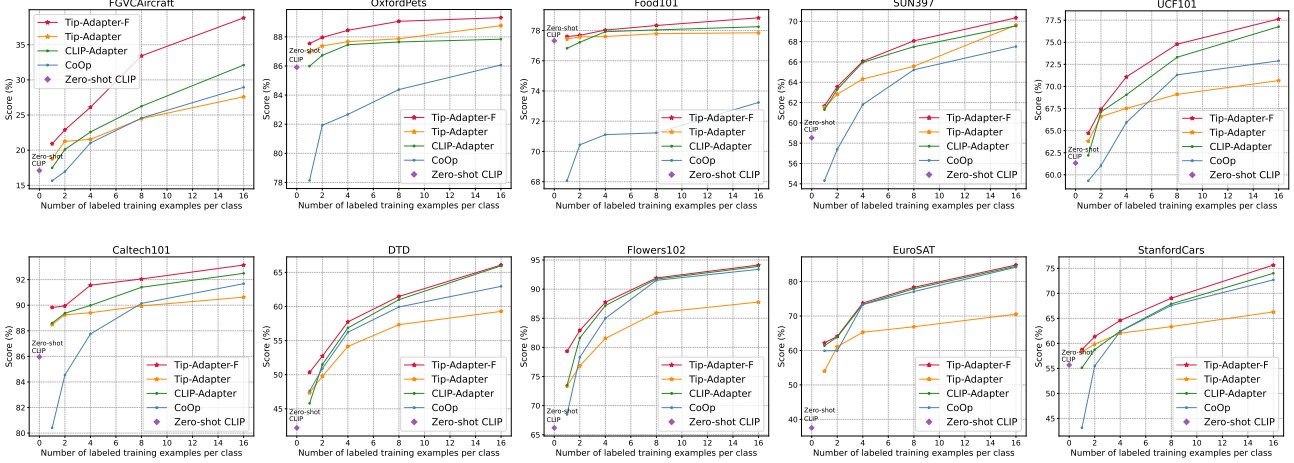 FGVCAircraft
Score (%)
35
30
25
20
15
Tip-Adapter-F
Tip-Adapter
CLIP-Adapter
CoOp
Zero-shot CLIP
Zero-shot
CLIP
0 2 4 6 8 10 12 14 16
Number of labeled training examples per class
OxfordPets
Score (%)
88
86
84
82
80
78
Zero-shot
CLIP
Tip-Adapter-F
Tip-Adapter
CLIP-Adapter
CoOp
Zero-shot CLIP
0 2 4 6 8 10 12 14 16
Number of labeled training examples per class
Food101
Score (%)
78
76
74
72
70
68
Zero-shot
CLIP
Tip-Adapter-F
Tip-Adapter
CLIP-Adapter
CoOp
Zero-shot CLIP
0 2 4 6 8 10 12 14 16
Number of labeled training examples per class
SUN397
Score (%)
70
68
66
64
62
60
58
56
54
Zero-shot
CLIP
Tip-Adapter-F
Tip-Adapter
CLIP-Adapter
CoOp
Zero-shot CLIP
0 2 4 6 8 10 12 14 16
Number of labeled training examples per class
UCF101
Score (%)
77.5
75.0
72.5
70.0
67.5
65.0
62.5
60.0
Zero-shot
CLIP
Tip-Adapter-F
Tip-Adapter
CLIP-Adapter
CoOp
Zero-shot CLIP
0 2 4 6 8 10 12 14 16
Number of labeled training examples per class
Caltech101
Score (%)
92
90
88
86
84
82
80
Zero-shot
CLIP
Tip-Adapter-F
Tip-Adapter
CLIP-Adapter
CoOp
Zero-shot CLIP
0 2 4 6 8 10 12 14 16
Number of labeled training examples per class
DTD
Score (%)
65
60
55
50
45
Zero-shot
CLIP
Tip-Adapter-F
Tip-Adapter
CLIP-Adapter
CoOp
Zero-shot CLIP
0 2 4 6 8 10 12 14 16
Number of labeled training examples per class
Flowers102
Score (%)
95
90
85
80
75
70
65
Zero-shot
CLIP
Tip-Adapter-F
Tip-Adapter
CLIP-Adapter
CoOp
Zero-shot CLIP
0 2 4 6 8 10 12 14 16
Number of labeled training examples per class
EuroSAT
Score (%)
80
70
60
50
40
Zero-shot
CLIP
Tip-Adapter-F
Tip-Adapter
CLIP-Adapter
CoOp
Zero-shot CLIP
0 2 4 6 8 10 12 14 16
Number of labeled training examples per class
StanfordCars
Score (%)
75
70
65
60
55
50
45
Zero-shot
CLIP
Tip-Adapter-F
Tip-Adapter
CLIP-Adapter
CoOp
Zero-shot CLIP
0 2 4 6 8 10 12 14 16
Number of labeled training examples per class